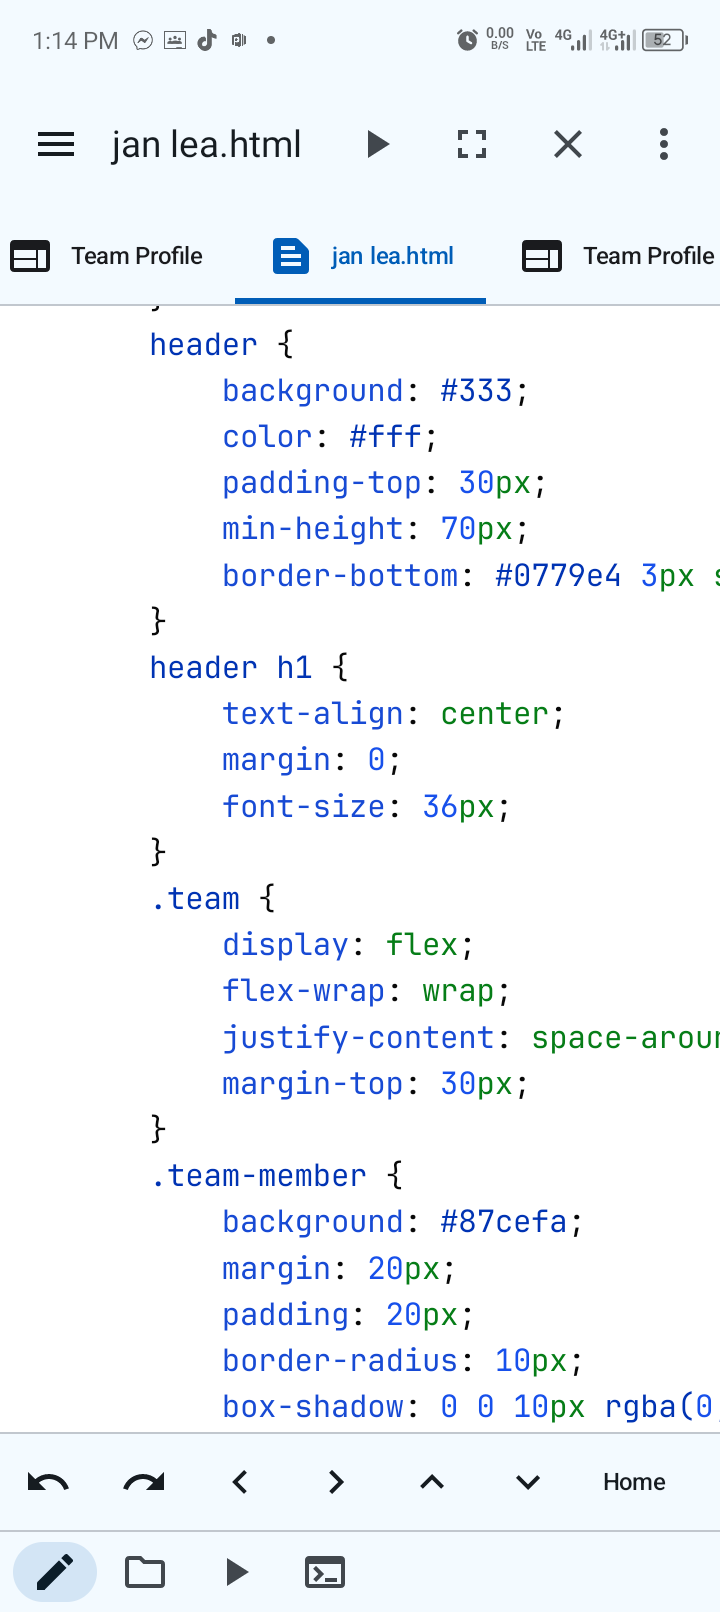 1:14 PM 0.00 B/S Vo LTE 4G 4G+ 52
jan lea.html
Team Profile jan lea.html Team Profile
}
header {
background: #333;
color: #fff;
padding-top: 30px;
min-height: 70px;
border-bottom: #0779e4 3px s
}
header h1 {
text-align: center;
margin: 0;
font-size: 36px;
}
.team {
display: flex;
flex-wrap: wrap;
justify-content: space-aroun
margin-top: 30px;
}
.team-member {
background: #87cefa;
margin: 20px;
padding: 20px;
border-radius: 10px;
box-shadow: 0 0 10px rgba(0,
Home